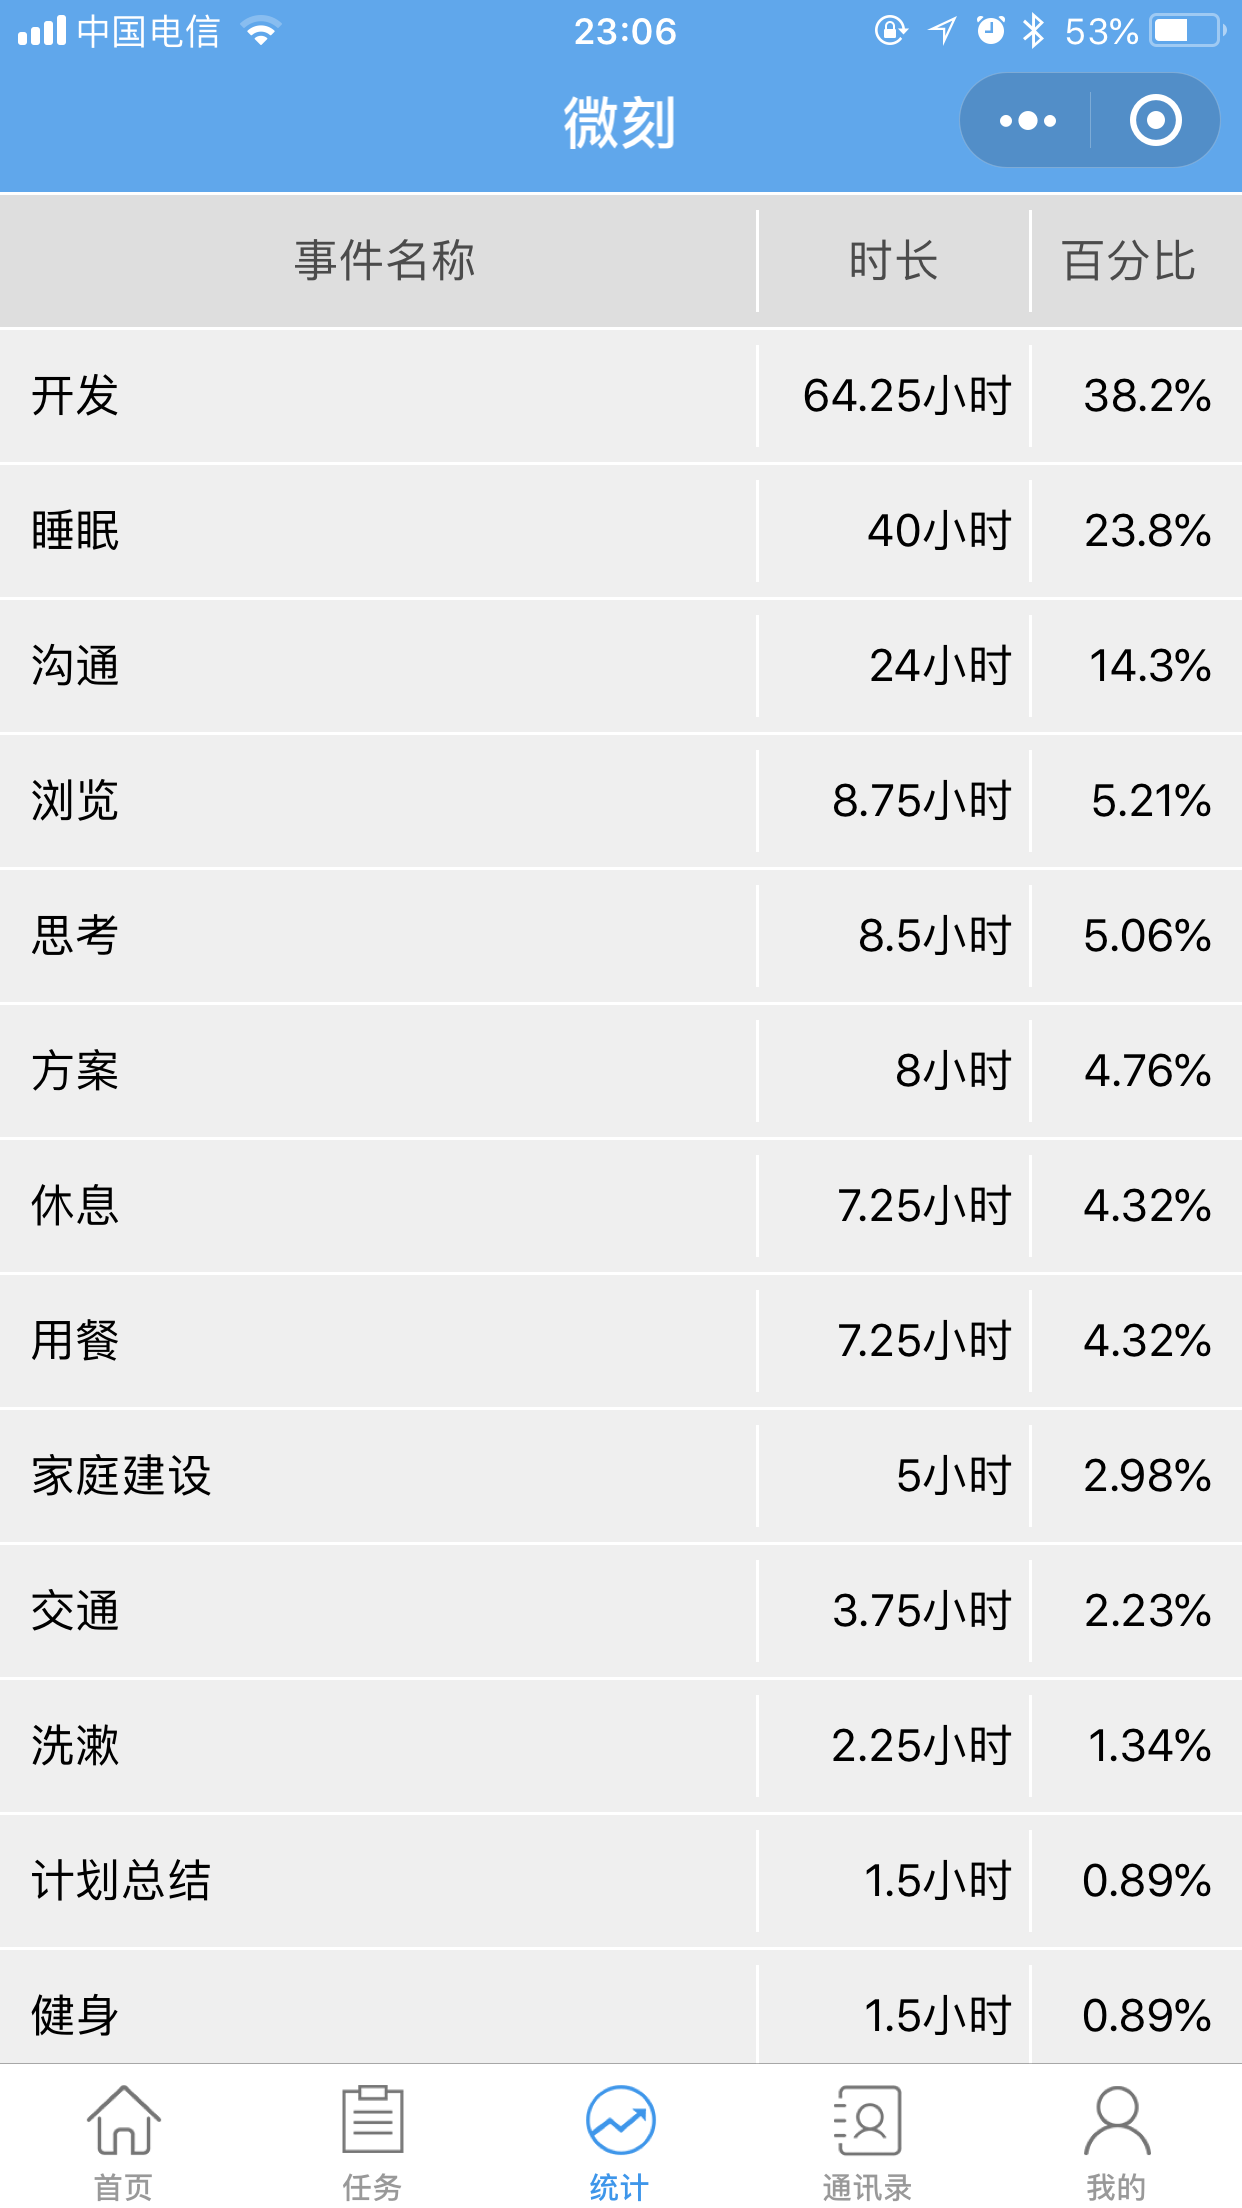 中国电信 23:06 53%
微刻
事件名称 时长 百分比
开发 64.25小时 38.2%
睡眠 40小时 23.8%
沟通 24小时 14.3%
浏览 8.75小时 5.21%
思考 8.5小时 5.06%
方案 8小时 4.76%
休息 7.25小时 4.32%
用餐 7.25小时 4.32%
家庭建设 5小时 2.98%
交通 3.75小时 2.23%
洗漱 2.25小时 1.34%
计划总结 1.5小时 0.89%
健身 1.5小时 0.89%
首页 任务 统计 通讯录 我的